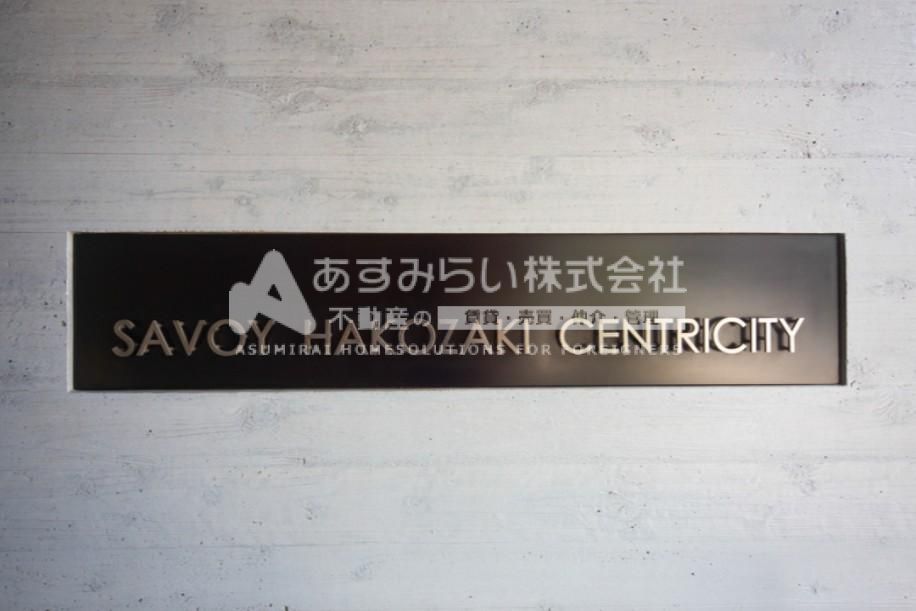 あすみらい株式会社
不動産の 賃貸・売買・仲介・管理
SAVOY HAKOZAKI CENTRICITY
ASUMIRAI HOMESOLUTIONS FOR FOREIGNERS